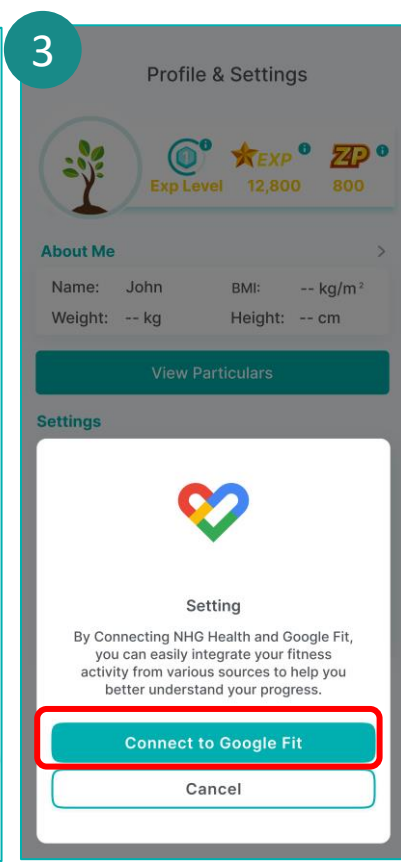 3
Profile & Settings
1
EXP ZP
Exp Level 12,800 800
About Me >
Name: John BMI: -- kg/m²
Weight: -- kg Height: -- cm
View Particulars
Settings
Setting
By Connecting NHG Health and Google Fit,
you can easily integrate your fitness
activity from various sources to help you
better understand your progress.
Connect to Google Fit
Cancel